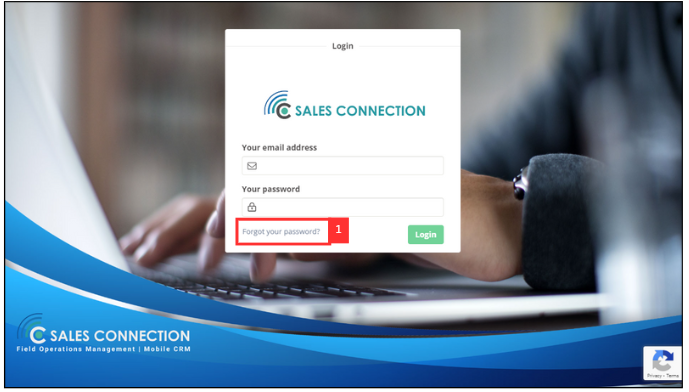 Login
SALES CONNECTION
Your email address
Your password
Forgot your password?
1
Login
SALES CONNECTION
Field Operations Management | Mobile CRM
Privacy - Terms